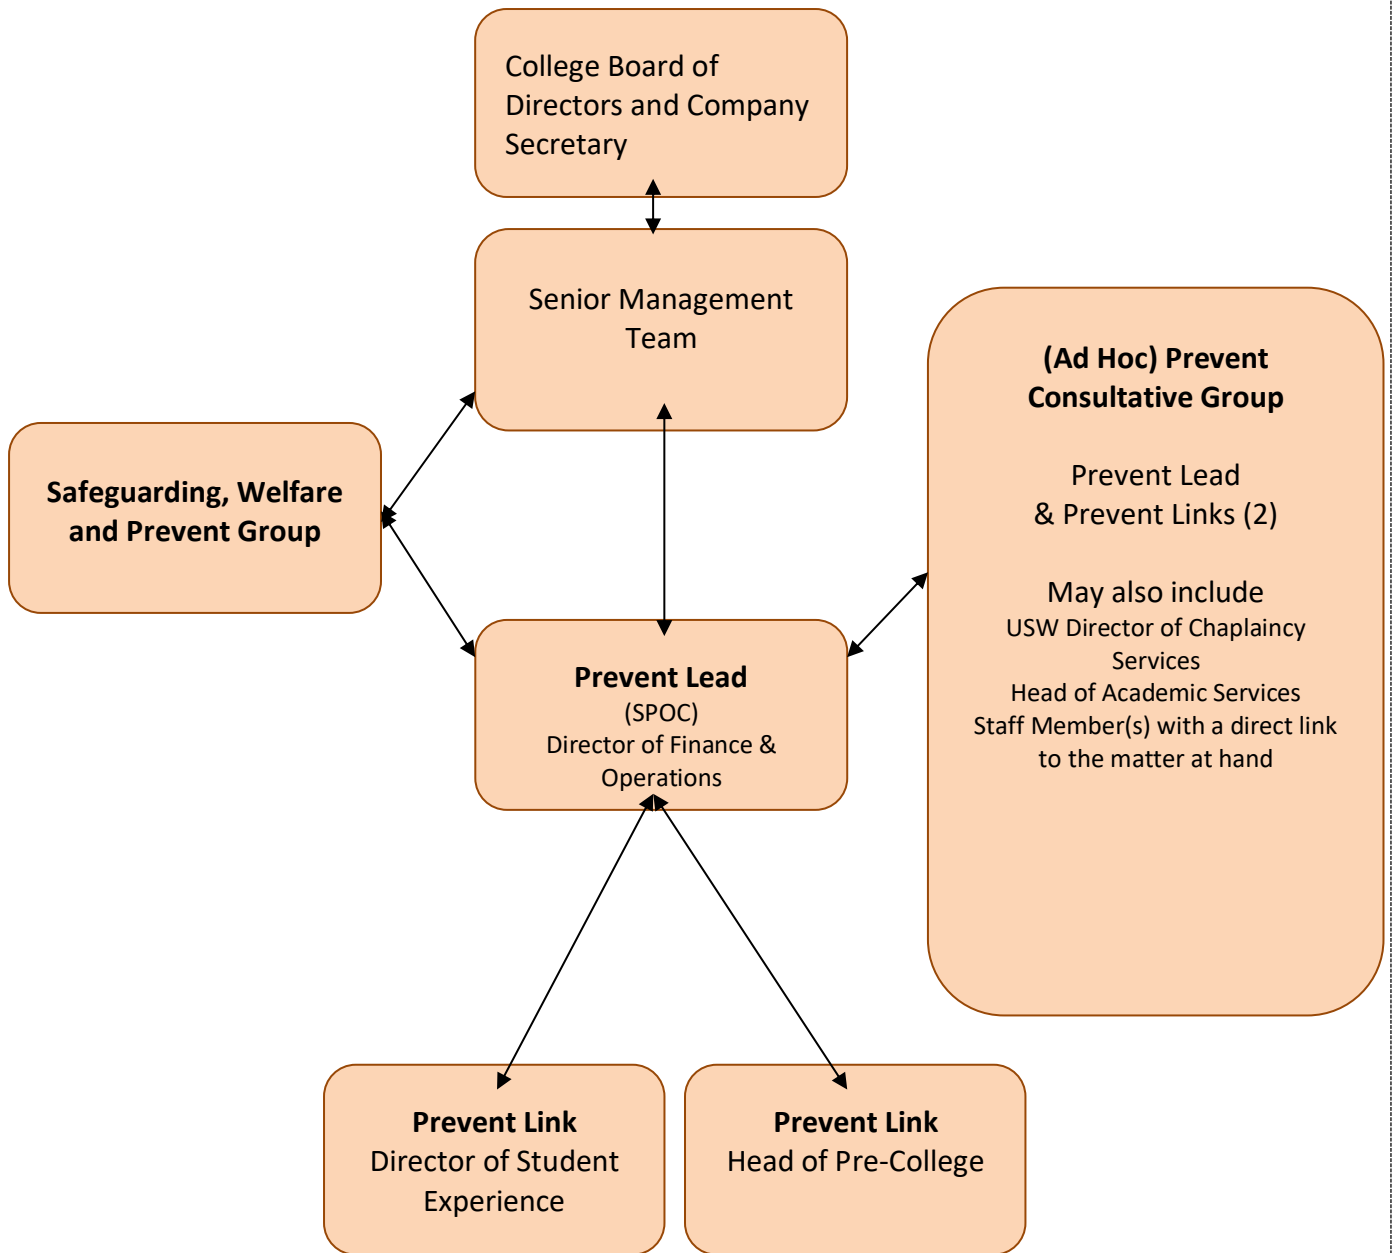 College Board of
Directors and Company
Secretary
Senior Management
Team
(Ad Hoc) Prevent
Consultative Group
Prevent Lead
& Prevent Links (2)
May also include
USW Director of Chaplaincy
Services
Head of Academic Services
Staff Member(s) with a direct link
to the matter at hand
Safeguarding, Welfare
and Prevent Group
Prevent Lead
(SPOC)
Director of Finance &
Operations
Prevent Link
Director of Student
Experience
Prevent Link
Head of Pre-College